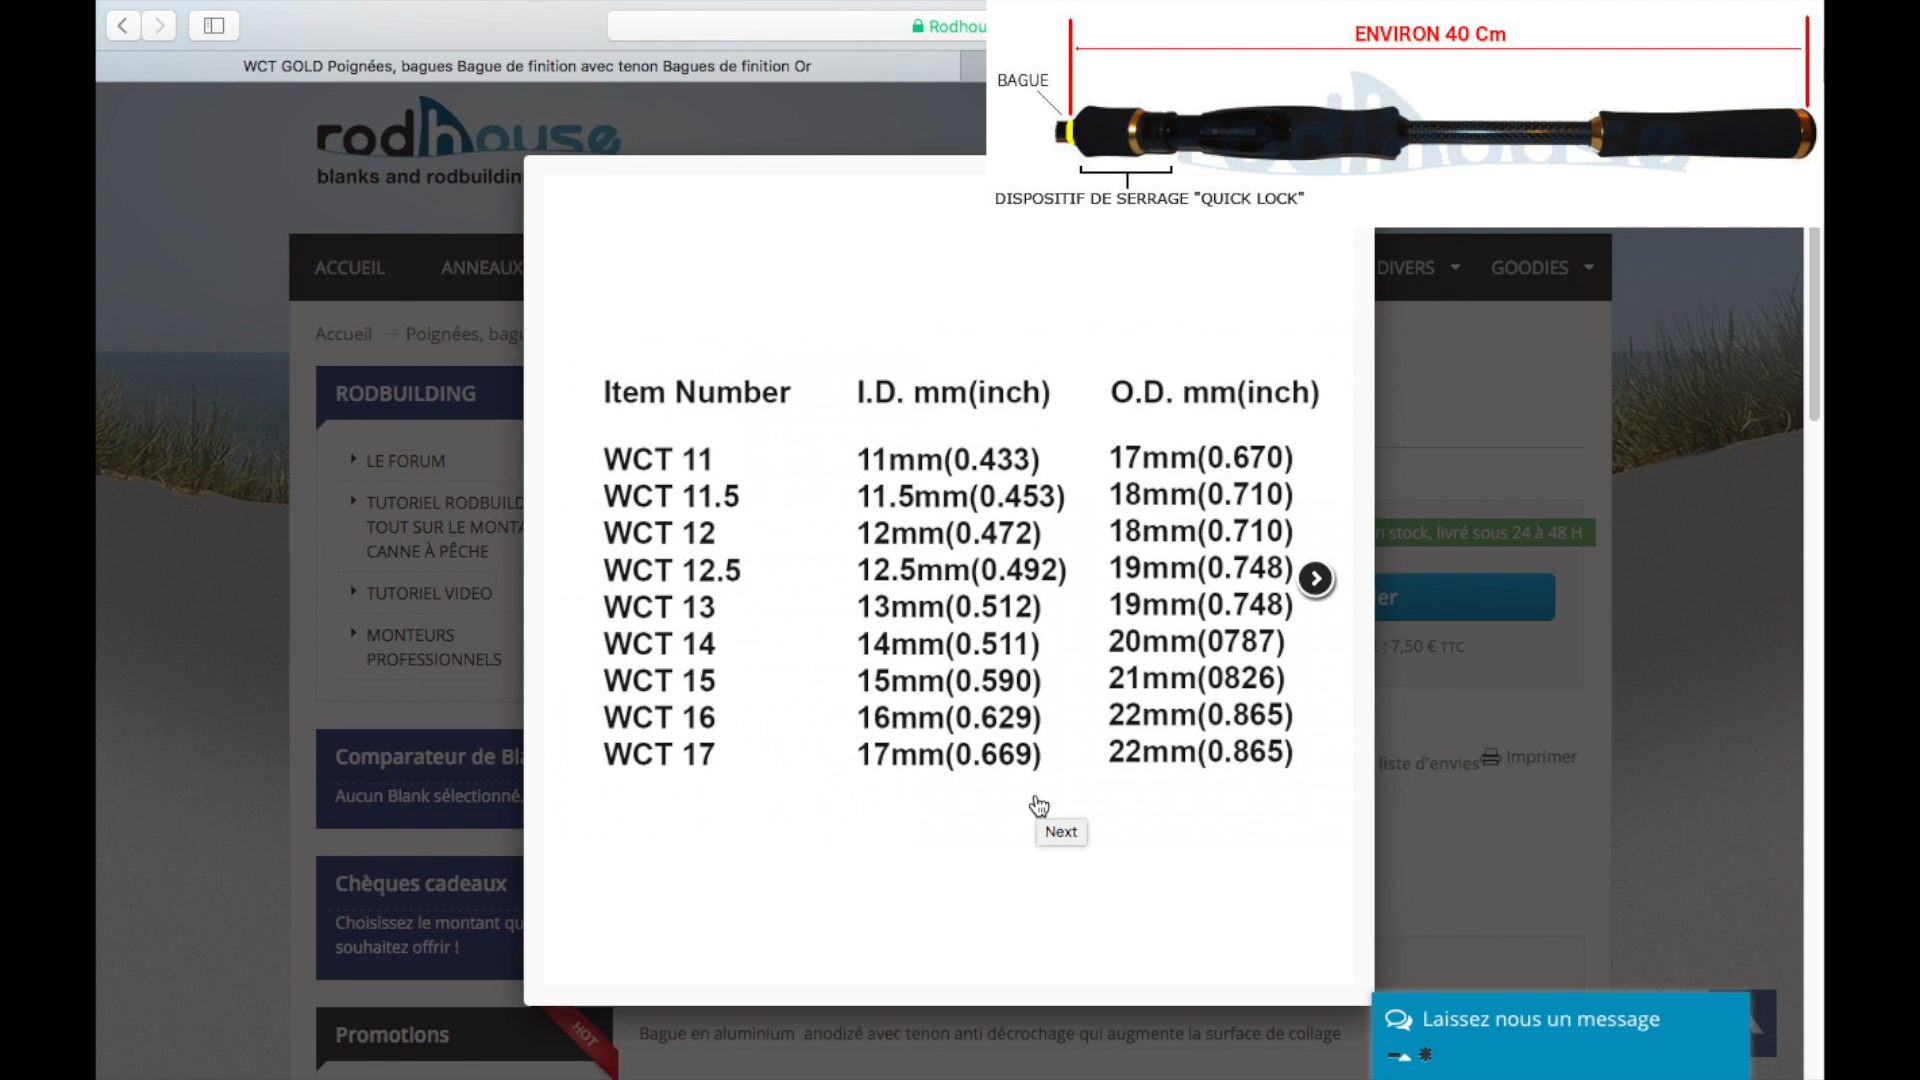 Rodhou
WCT GOLD Poignées, bagues Bague de finition avec tenon Bagues de finition Or
ENVIRON 40 Cm
BAGUE
DISPOSITIF DE SERRAGE "QUICK LOCK"
rodhouse
blanks and rodbuildin
ACCUEIL
ANNEAUX
DIVERS
GOODIES
Accueil → Poignées, bagu
RODBUILDING
LE FORUM
TUTORIEL RODBUILD
TOUT SUR LE MONTA
CANNE À PÊCHE
TUTORIEL VIDEO
MONTEURS
PROFESSIONNELS
Comparateur de Bla
Aucun Blank sélectionné.
Chèques cadeaux
Choisissez le montant qu
souhaitez offrir !
Promotions
HOT
Item Number I.D. mm(inch) O.D. mm(inch)
WCT 11 11mm(0.433) 17mm(0.670)
WCT 11.5 11.5mm(0.453) 18mm(0.710)
WCT 12 12mm(0.472) 18mm(0.710)
WCT 12.5 12.5mm(0.492) 19mm(0.748)
WCT 13 13mm(0.512) 19mm(0.748)
WCT 14 14mm(0.511) 20mm(0787)
WCT 15 15mm(0.590) 21mm(0826)
WCT 16 16mm(0.629) 22mm(0.865)
WCT 17 17mm(0.669) 22mm(0.865)
Next
n stock, livré sous 24 à 48 H
er
: 7,50 € TTC
liste d'envies
Imprimer
Bague en aluminium anodizé avec tenon anti décrochage qui augmente la surface de collage
Laissez nous un message